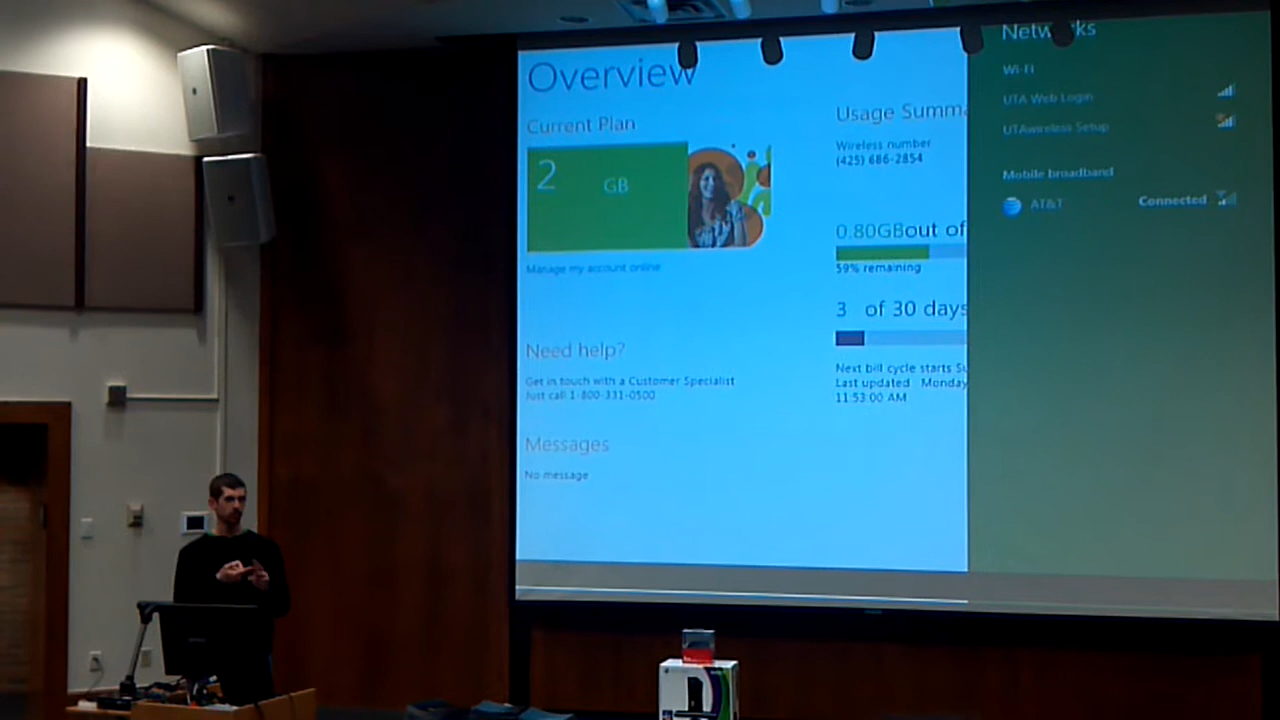 Overview
Current Plan
2 GB
Manage my account online
Need help?
Get in touch with a Customer Specialist
Just call 1-800-331-0500
Messages
No message
Usage Summa
Wireless number
(425) 686-2854
0.80GBout of
59% remaining
3 of 30 days
Next bill cycle starts Su
Last updated Monday
11:53:00 AM
Networks
Wi-Fi
UTA Web Login
UTAwireless Setup
Mobile broadband
AT&T Connected